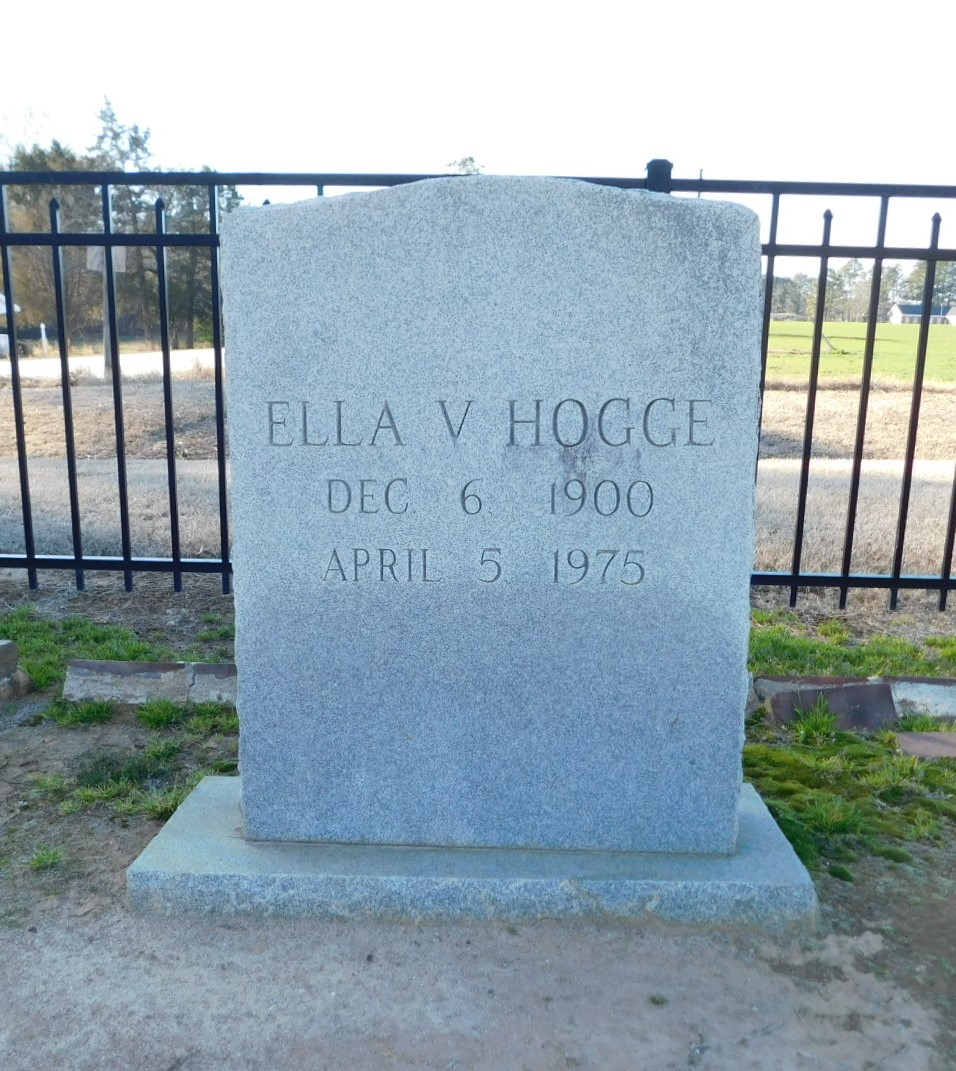 ELLA V. HOGGE
DEC 6, 1900
APRIL 5 1975